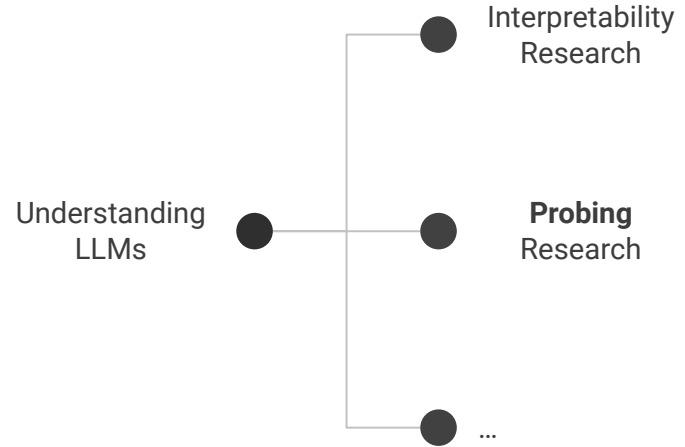 Interpretability
Research
Understanding
LLMs
Probing
Research
...